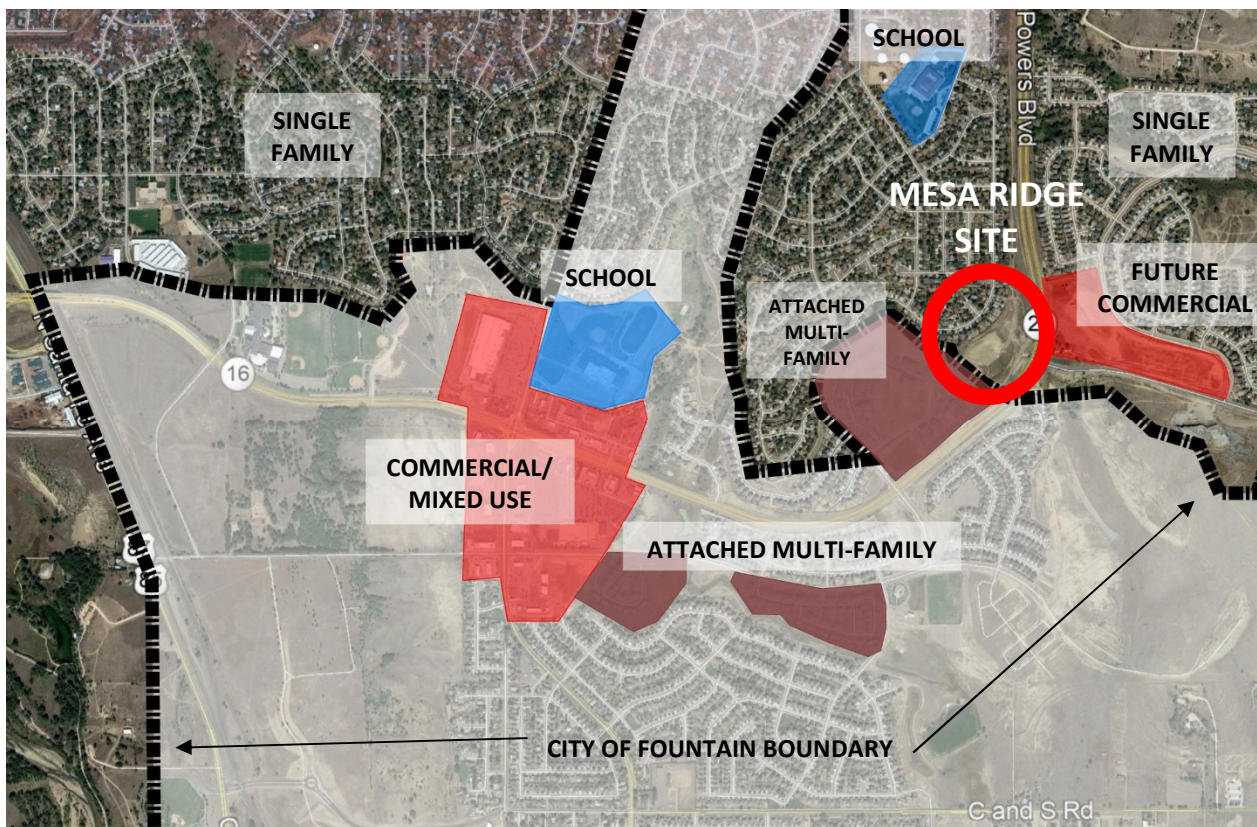 SCHOOL
Powers Blvd
SINGLE
FAMILY
SINGLE
FAMILY
MESA RIDGE
SITE
SCHOOL
FUTURE
COMMERCIAL
ATTACHED
MULTI-
FAMILY
2
16
COMMERCIAL/
MIXED USE
ATTACHED MULTI-FAMILY
CITY OF FOUNTAIN BOUNDARY
C and S Rd